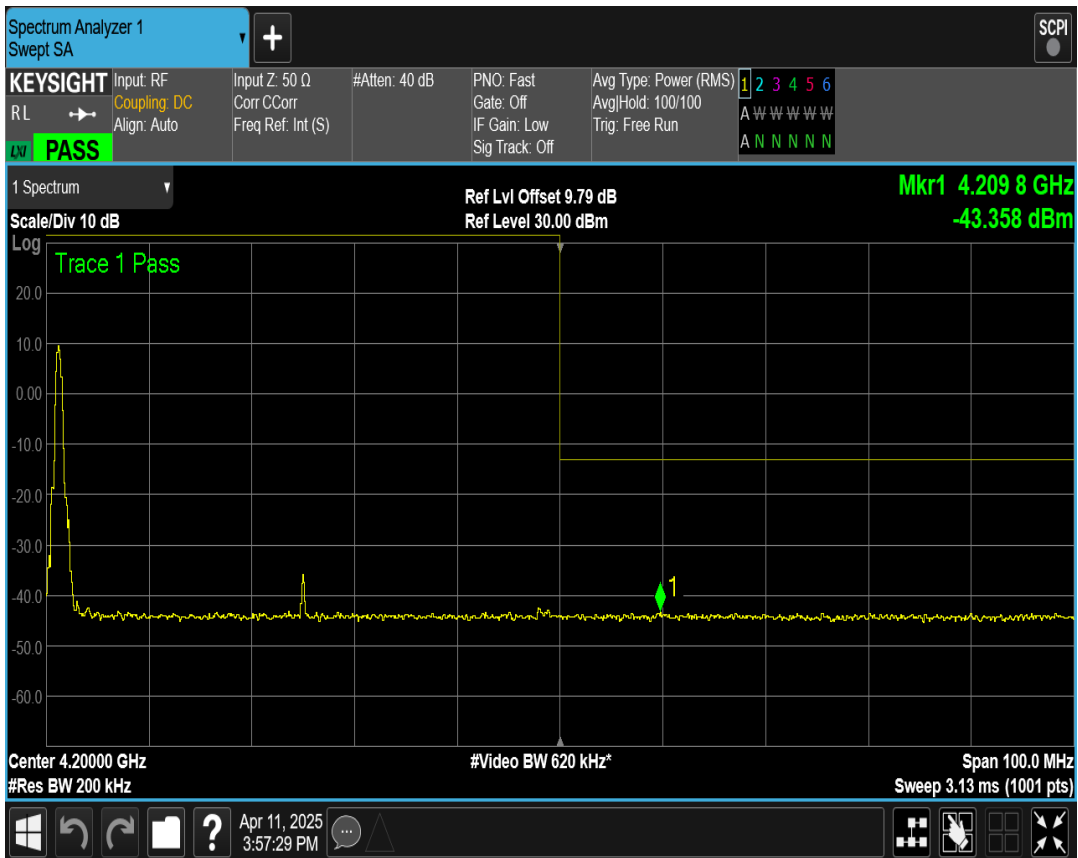 Spectrum Analyzer 1
Swept SA
+
SCPI
KEYSIGHT
RL
LXI PASS
Input: RF
Coupling: DC
Align: Auto
Input Z: 50 Ω
Corr CCorr
Freq Ref: Int (S)
#Atten: 40 dB
PNO: Fast
Gate: Off
IF Gain: Low
Sig Track: Off
Avg Type: Power (RMS)
Avg|Hold: 100/100
Trig: Free Run
1 2 3 4 5 6
A W W W W W
A N N N N N
1 Spectrum
Scale/Div 10 dB
Ref Lvl Offset 9.79 dB
Ref Level 30.00 dBm
Mkr1 4.209 8 GHz
-43.358 dBm
Log
Trace 1 Pass
20.0
10.0
0.00
-10.0
-20.0
-30.0
-40.0
-50.0
-60.0
1
Center 4.20000 GHz
#Res BW 200 kHz
#Video BW 620 kHz*
Span 100.0 MHz
Sweep 3.13 ms (1001 pts)
?
Apr 11, 2025
3:57:29 PM